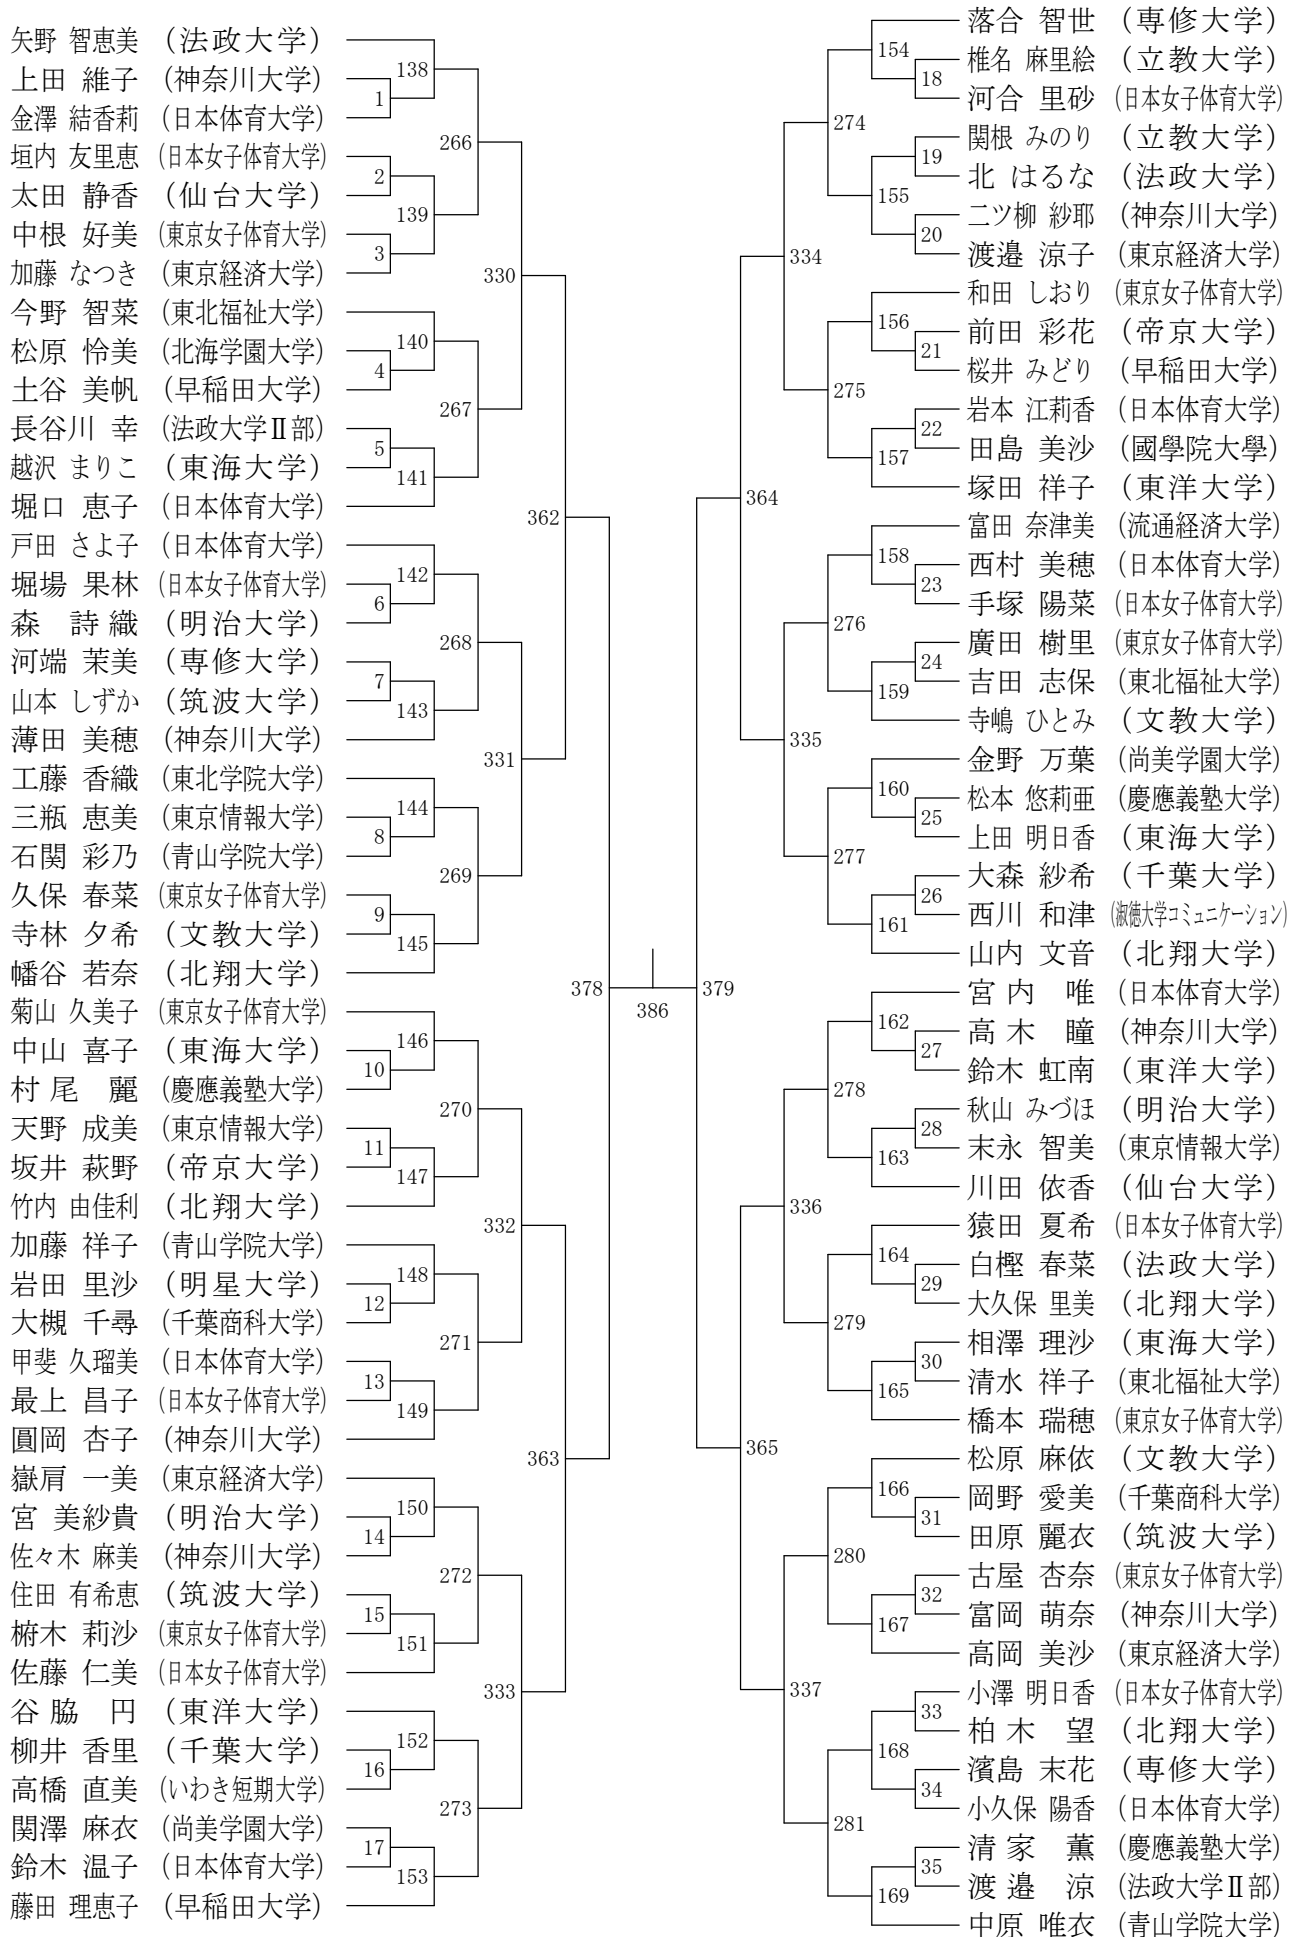 矢野 智恵美 (法政大学)
上田 維子 (神奈川大学)
金澤 結香莉 (日本体育大学)
垣内 友里恵 (日本女子体育大学)
太田 静香 (仙台大学)
中根 好美 (東京女子体育大学)
加藤 なつき (東京経済大学)
今野 智菜 (東北福祉大学)
松原 怜美 (北海学園大学)
土谷 美帆 (早稲田大学)
長谷川 幸 (法政大学Ⅱ部)
越沢 まりこ (東海大学)
堀口 恵子 (日本体育大学)
戸田 さよ子 (日本体育大学)
堀場 果林 (日本女子体育大学)
森 詩織 (明治大学)
河端 茉美 (専修大学)
山本 しずか (筑波大学)
薄田 美穂 (神奈川大学)
工藤 香織 (東北学院大学)
三瓶 恵美 (東京情報大学)
石関 彩乃 (青山学院大学)
久保 春菜 (東京女子体育大学)
寺林 夕希 (文教大学)
幡谷 若奈 (北翔大学)
菊山 久美子 (東京女子体育大学)
中山 喜子 (東海大学)
村尾 麗 (慶應義塾大学)
天野 成美 (東京情報大学)
坂井 萩野 (帝京大学)
竹内 由佳利 (北翔大学)
加藤 祥子 (青山学院大学)
岩田 里沙 (明星大学)
大槻 千尋 (千葉商科大学)
甲斐 久瑠美 (日本体育大学)
最上 昌子 (日本女子体育大学)
圓岡 杏子 (神奈川大学)
嶽肩 一美 (東京経済大学)
宮 美紗貴 (明治大学)
佐々木 麻美 (神奈川大学)
住田 有希恵 (筑波大学)
椨木 莉沙 (東京女子体育大学)
佐藤 仁美 (日本女子体育大学)
谷脇 円 (東洋大学)
柳井 香里 (千葉大学)
高橋 直美 (いわき短期大学)
関澤 麻衣 (尚美学園大学)
鈴木 温子 (日本体育大学)
藤田 理恵子 (早稲田大学)
138
1
266
2
139
3
330
140
4
267
5
141
362
142
6
268
7
143
331
144
8
269
9
145
378
146
10
270
11
147
332
148
12
271
13
149
363
150
14
272
15
151
333
152
16
273
17
153
386
379
154
18
274
19
155
20
334
156
21
275
22
157
364
158
23
276
24
159
335
160
25
277
26
161
162
27
278
28
163
336
164
29
279
30
165
365
166
31
280
32
167
337
33
168
34
281
35
169
落合 智世 (専修大学)
椎名 麻里絵 (立教大学)
河合 里砂 (日本女子体育大学)
関根 みのり (立教大学)
北 はるな (法政大学)
二ツ柳 紗耶 (神奈川大学)
渡邉 涼子 (東京経済大学)
和田 しおり (東京女子体育大学)
前田 彩花 (帝京大学)
桜井 みどり (早稲田大学)
岩本 江莉香 (日本体育大学)
田島 美沙 (國學院大學)
塚田 祥子 (東洋大学)
富田 奈津美 (流通経済大学)
西村 美穂 (日本体育大学)
手塚 陽菜 (日本女子体育大学)
廣田 樹里 (東京女子体育大学)
吉田 志保 (東北福祉大学)
寺嶋 ひとみ (文教大学)
金野 万葉 (尚美学園大学)
松本 悠莉亜 (慶應義塾大学)
上田 明日香 (東海大学)
大森 紗希 (千葉大学)
西川 和津 (淑徳大学コミュニケーション)
山内 文音 (北翔大学)
宮内 唯 (日本体育大学)
高木 瞳 (神奈川大学)
鈴木 虹南 (東洋大学)
秋山 みづほ (明治大学)
末永 智美 (東京情報大学)
川田 依香 (仙台大学)
猿田 夏希 (日本女子体育大学)
白樫 春菜 (法政大学)
大久保 里美 (北翔大学)
相澤 理沙 (東海大学)
清水 祥子 (東北福祉大学)
橋本 瑞穂 (東京女子体育大学)
松原 麻依 (文教大学)
岡野 愛美 (千葉商科大学)
田原 麗衣 (筑波大学)
古屋 杏奈 (東京女子体育大学)
富岡 萌奈 (神奈川大学)
高岡 美沙 (東京経済大学)
小澤 明日香 (日本女子体育大学)
柏木 望 (北翔大学)
濱島 末花 (専修大学)
小久保 陽香 (日本体育大学)
清家 薫 (慶應義塾大学)
渡邉 涼 (法政大学Ⅱ部)
中原 唯衣 (青山学院大学)